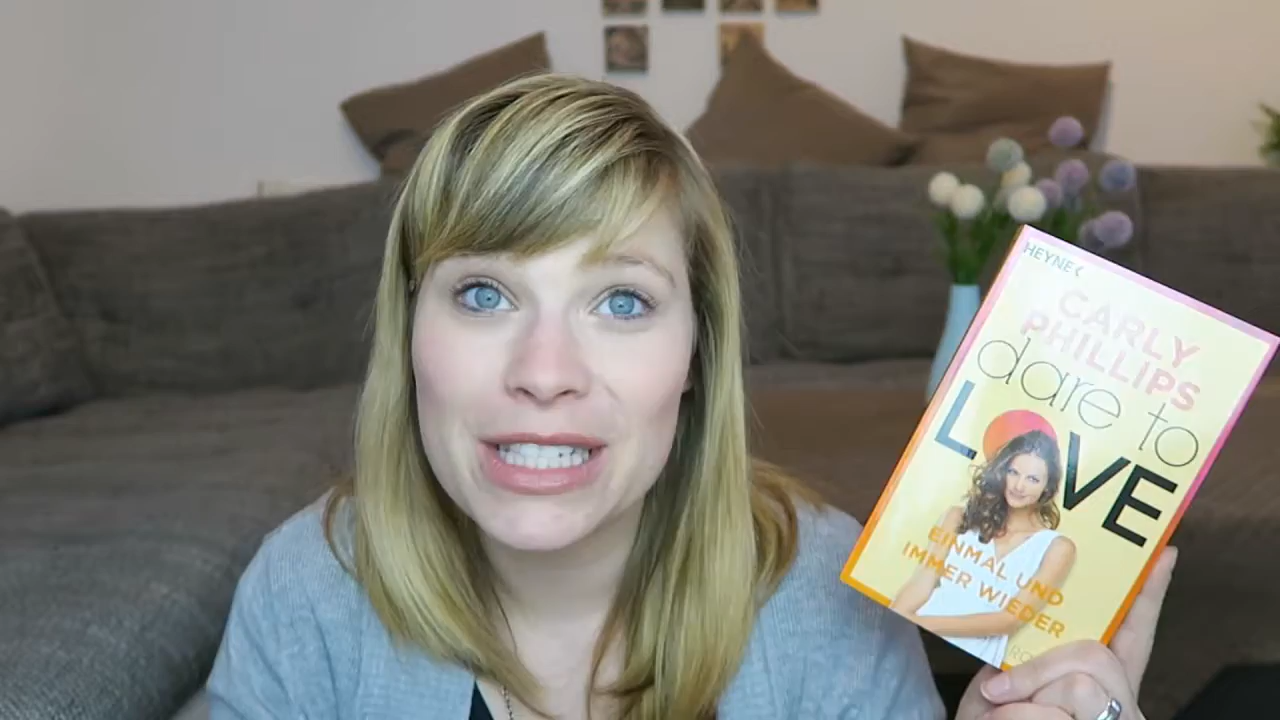 HEYNE<
CARLY
PHILLIPS
dare to
LOVE
EINMAL UND
IMMER WIEDER